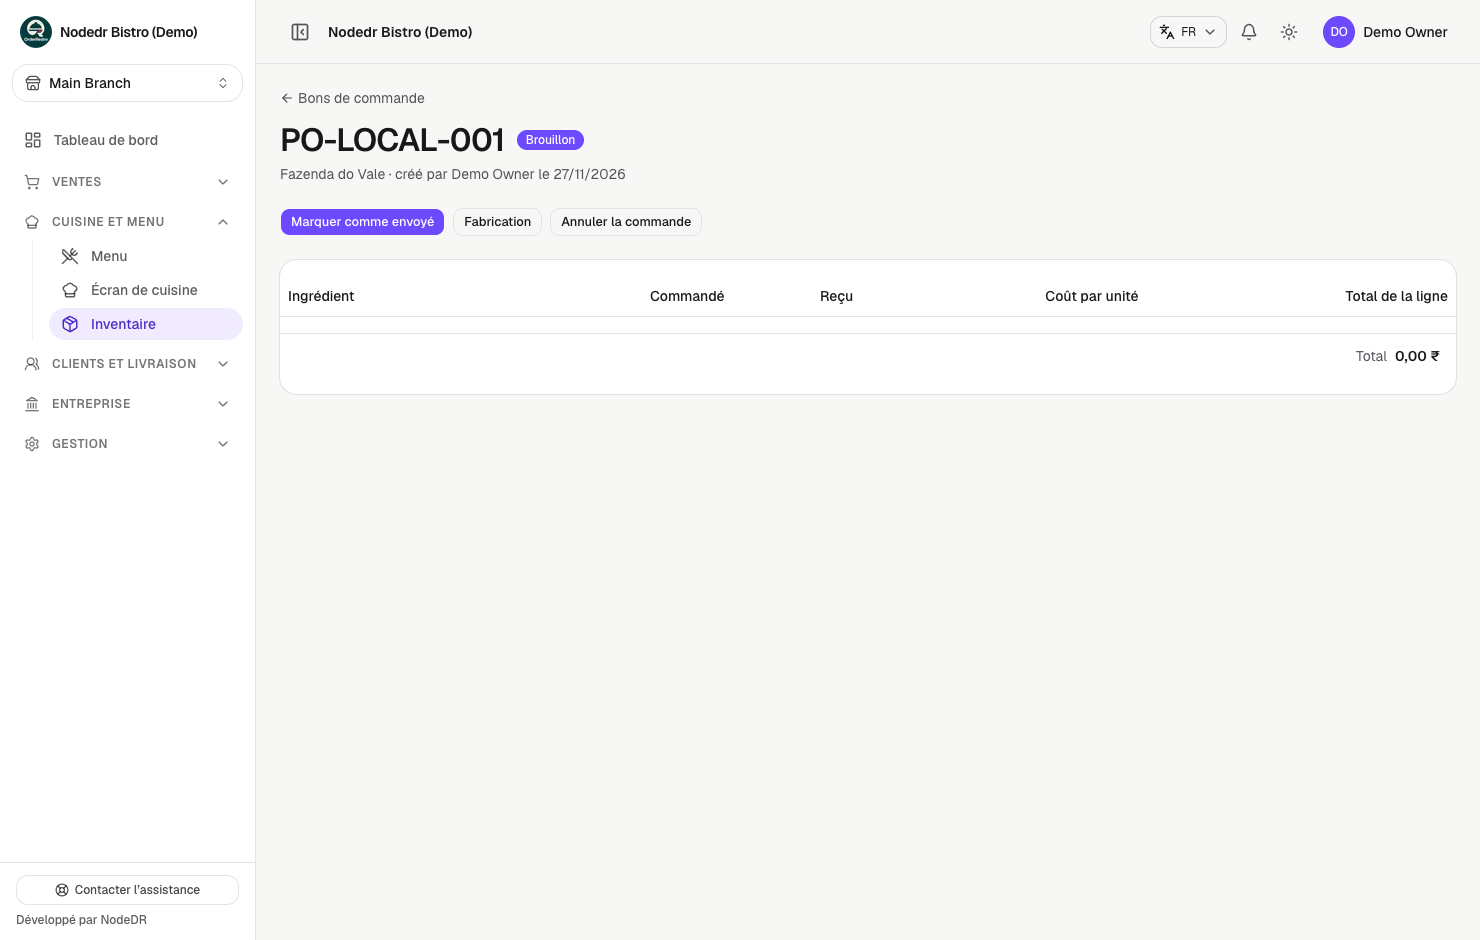 Nodedr Bistro (Demo)
Main Branch
Tableau de bord
VENTES
CUISINE ET MENU
Menu
Écran de cuisine
Inventaire
CLIENTS ET LIVRAISON
ENTREPRISE
GESTION
Contacter l'assistance
Développé par NodeDR
Nodedr Bistro (Demo)
FR
DO
Demo Owner
← Bons de commande
PO-LOCAL-001 Brouillon
Fazenda do Vale · créé par Demo Owner le 27/11/2026
Marquer comme envoyé Fabrication Annuler la commande
Ingrédient Commandé Reçu Coût par unité Total de la ligne
Total 0,00 ₹